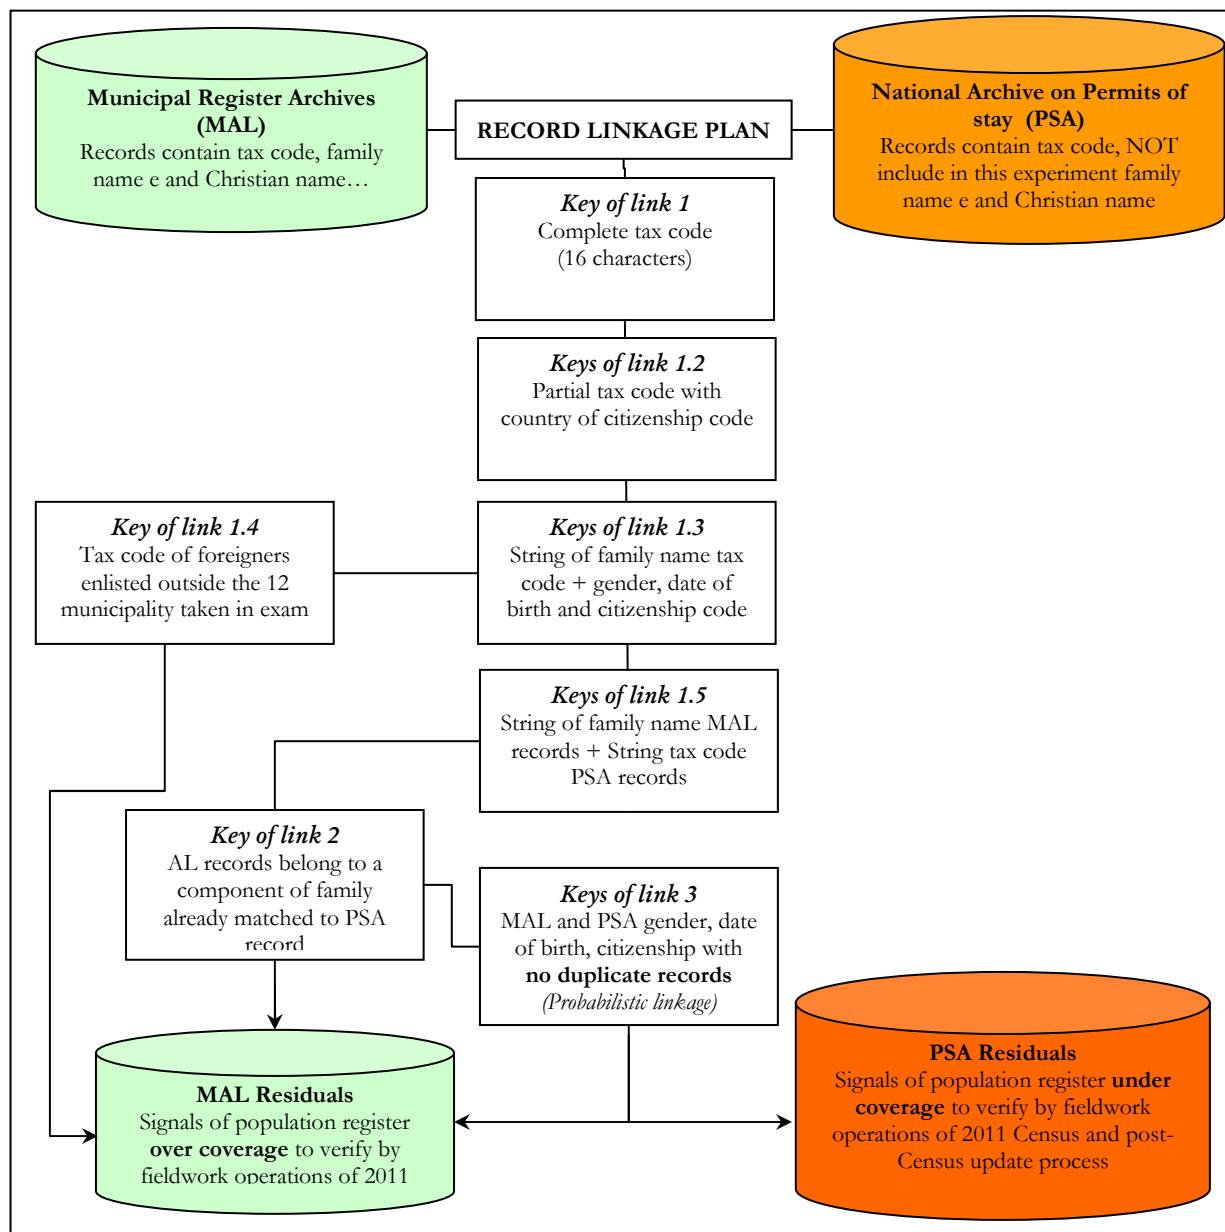 Municipal Register Archives
(MAL)
Records contain tax code, family
name e and Christian name…
RECORD LINKAGE PLAN
National Archive on Permits of
stay (PSA)
Records contain tax code, NOT
include in this experiment family
name e and Christian name
Key of link 1
Complete tax code
(16 characters)
Keys of link 1.2
Partial tax code with
country of citizenship code
Key of link 1.4
Tax code of foreigners
enlisted outside the 12
municipality taken in exam
Keys of link 1.3
String of family name tax
code + gender, date of
birth and citizenship code
Keys of link 1.5
String of family name MAL
records + String tax code
PSA records
Key of link 2
AL records belong to a
component of family
already matched to PSA
record
Keys of link 3
MAL and PSA gender, date
of birth, citizenship with
no duplicate records
(Probabilistic linkage)
MAL Residuals
Signals of population register
over coverage to verify by
fieldwork operations of 2011
PSA Residuals
Signals of population register under
coverage to verify by fieldwork
operations of 2011 Census and post-
Census update process